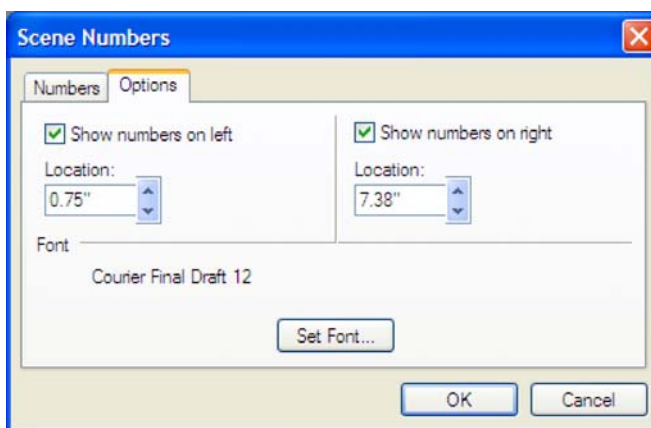 Scene Numbers
Numbers Options
Show numbers on left Show numbers on right
Location: Location:
0.75" 7.38"
Font
Courier Final Draft 12
Set Font...
OK Cancel